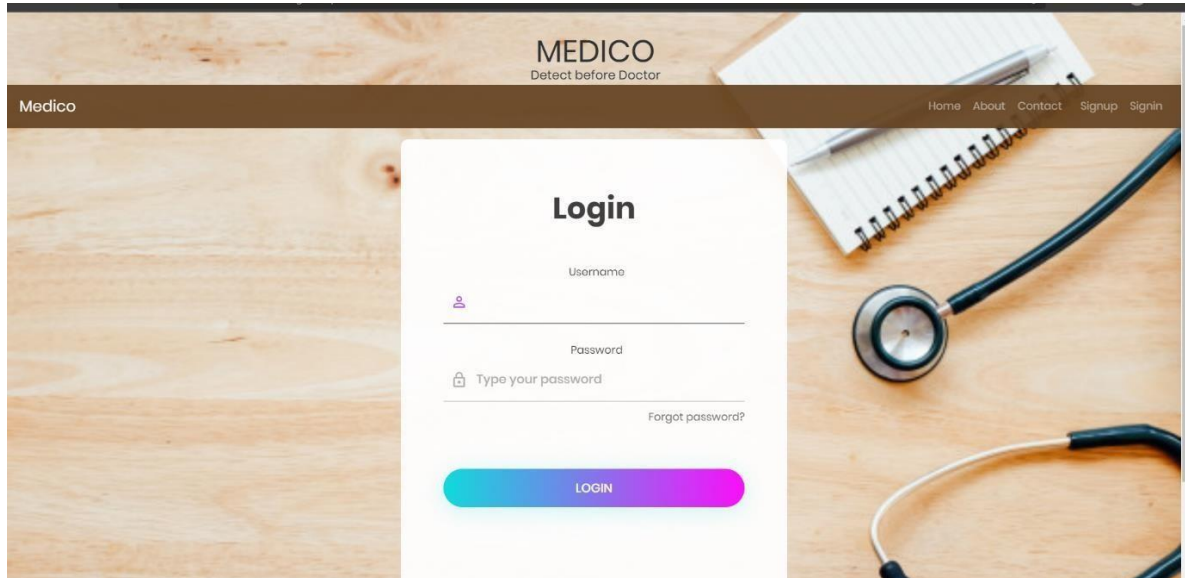 MEDICO
Detect before Doctor
Medico Home About Contact Signup Signin
Login
Username
Password
Type your password
Forgot password?
LOGIN